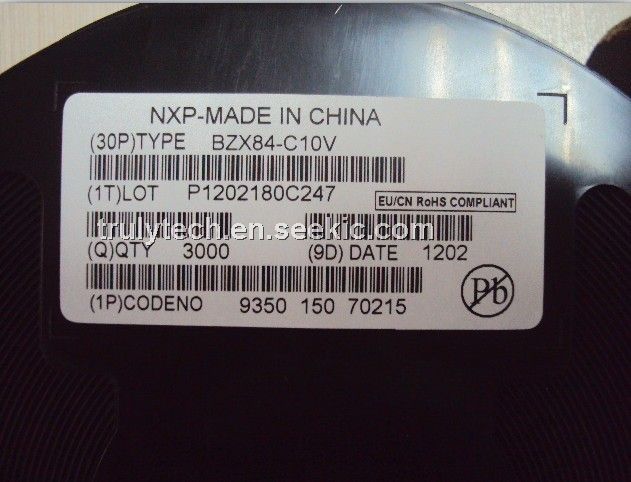 NXP-MADE IN CHINA
(30P)TYPE BZX84-C10V
(1T)LOT P1202180C247
EU/CN RoHS COMPLIANT
trulytech.en.seekic.com
(Q)QTY 3000 (9D) DATE 1202
(1P)CODENO 9350 150 70215
Pb